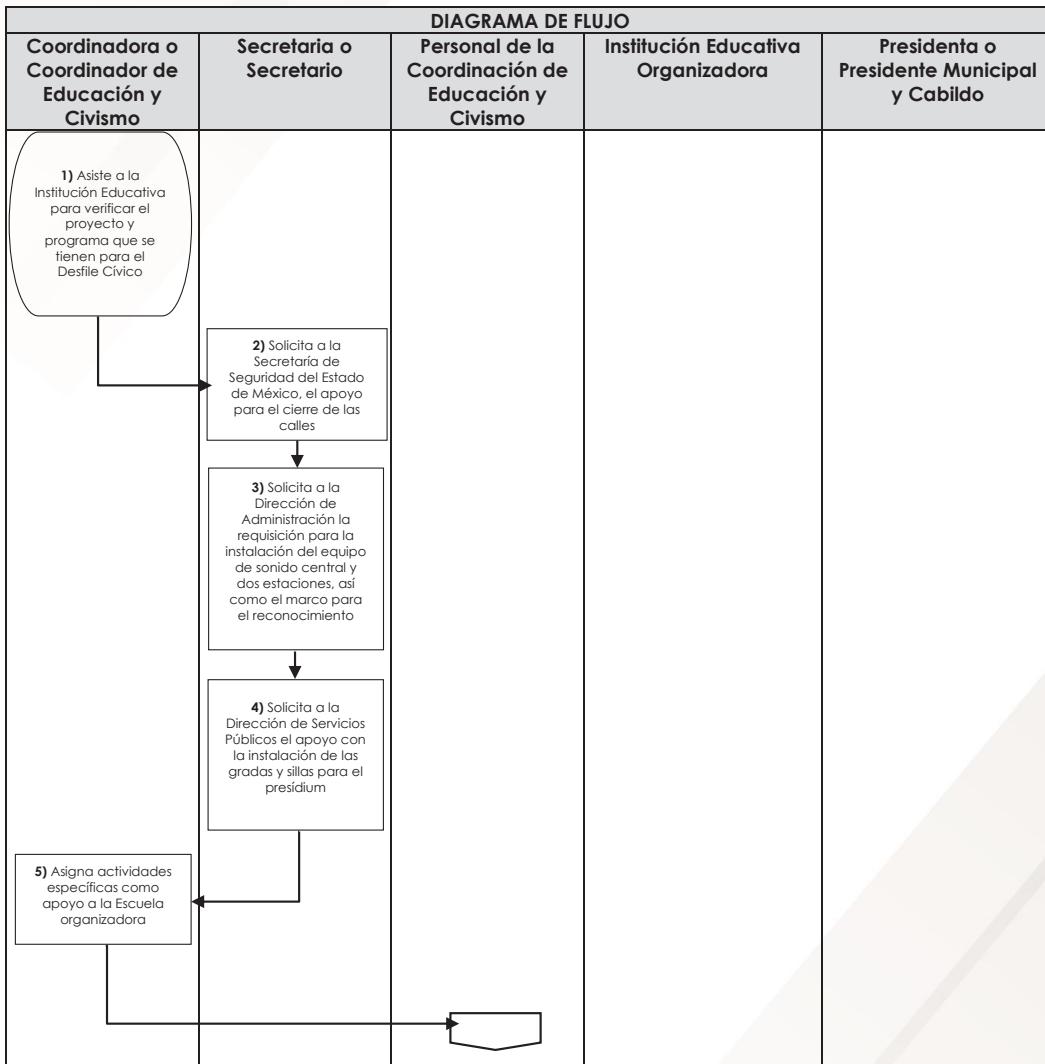 DIAGRAMA DE FLUJO
Coordinadora o
Coordinador de
Educación y
Civismo
Secretaria o
Secretario
Personal de la
Coordinación de
Educación y
Civismo
Institución Educativa
Organizadora
Presidenta o
Presidente Municipal
y Cabildo
1) Asiste a la
Institución Educativa
para verificar el
proyecto y
programa que se
tienen para el
Desfile Cívico
2) Solicita a la
Secretaría de
Seguridad del Estado
de México, el apoyo
para el cierre de las
calles
3) Solicita a la
Dirección de
Administración la
requisición para la
instalación del equipo
de sonido central y
dos estaciones, así
como el marco para
el reconocimiento
4) Solicita a la
Dirección de Servicios
Públicos el apoyo con
la instalación de las
gradas y sillas para el
presídium
5) Asigna actividades
específicas como
apoyo a la Escuela
organizadora